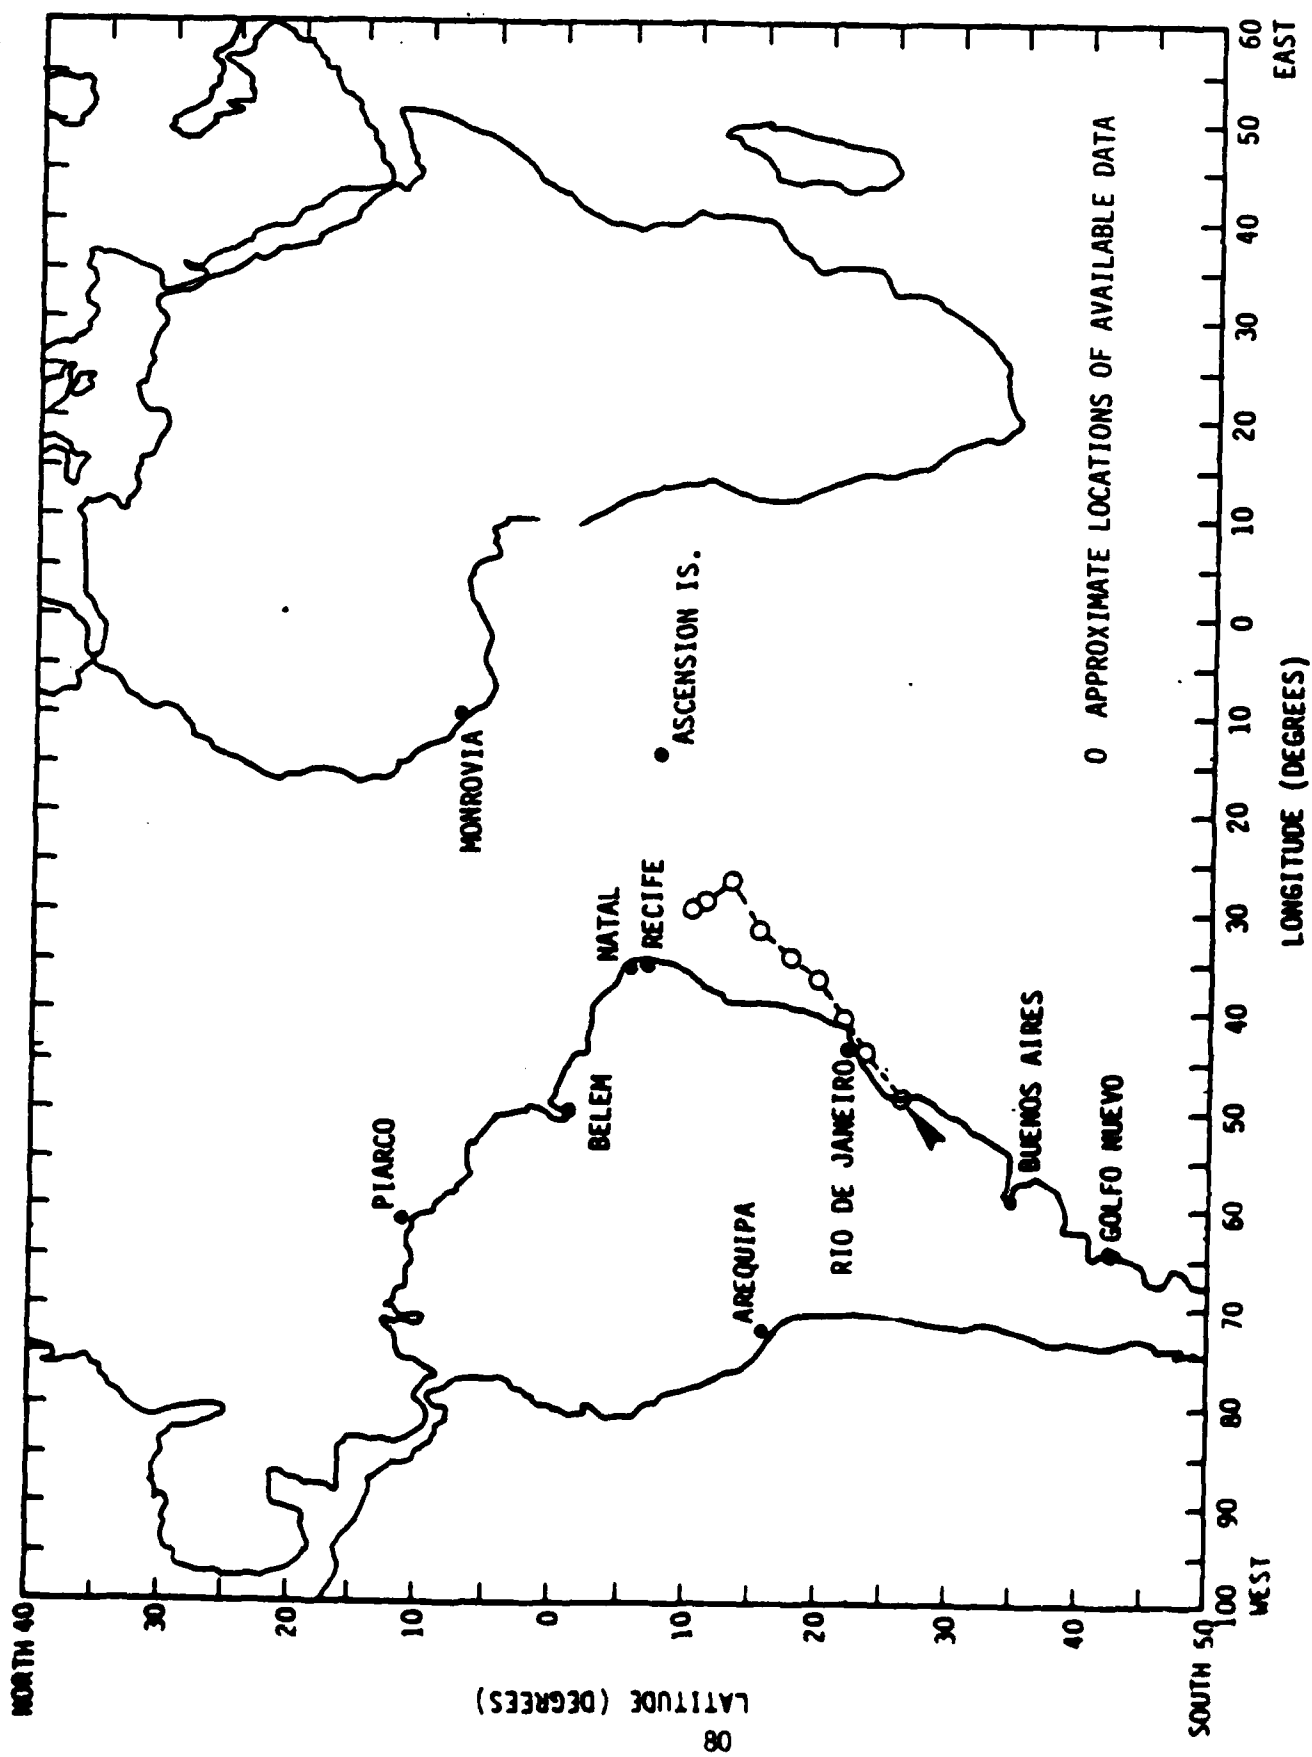 NORTH 40
30
20
10
0
10
20
30
40
SOUTH 50
LATITUDE (DEGREES)
PIARCO
MONROVIA
BELEM
NATAL
RECIFE
ASCENSION IS.
AREQUIPA
RIO DE JANEIRO
BUENOS AIRES
GOLFO NUEVO
O APPROXIMATE LOCATIONS OF AVAILABLE DATA
100 90 80 70 60 50 40 30 20 10 0 10 20 30 40 50 60
WEST
EAST
LONGITUDE (DEGREES)
80